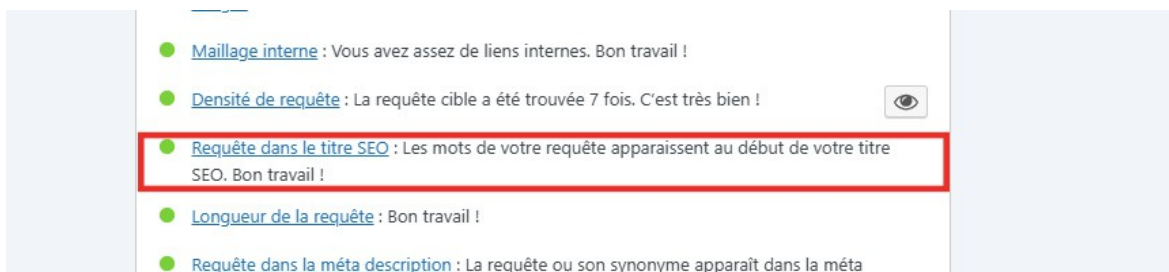 Maillage interne : Vous avez assez de liens internes. Bon travail !
Densité de requête : La requête cible a été trouvée 7 fois. C'est très bien !
Requête dans le titre SEO : Les mots de votre requête apparaissent au début de votre titre
SEO. Bon travail !
Longueur de la requête : Bon travail !
Requête dans la méta description : La requête ou son synonyme apparaît dans la méta